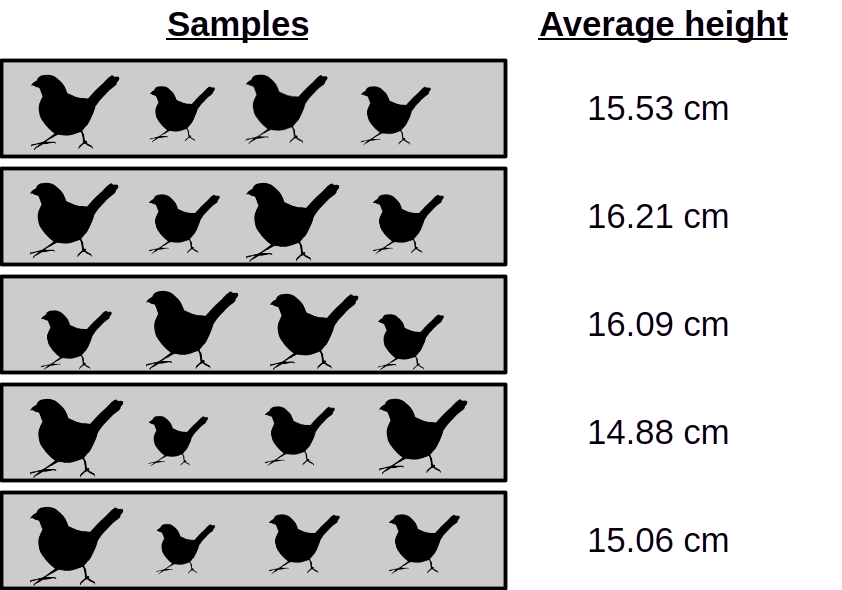 Samples Average height
15.53 cm
16.21 cm
16.09 cm
14.88 cm
15.06 cm